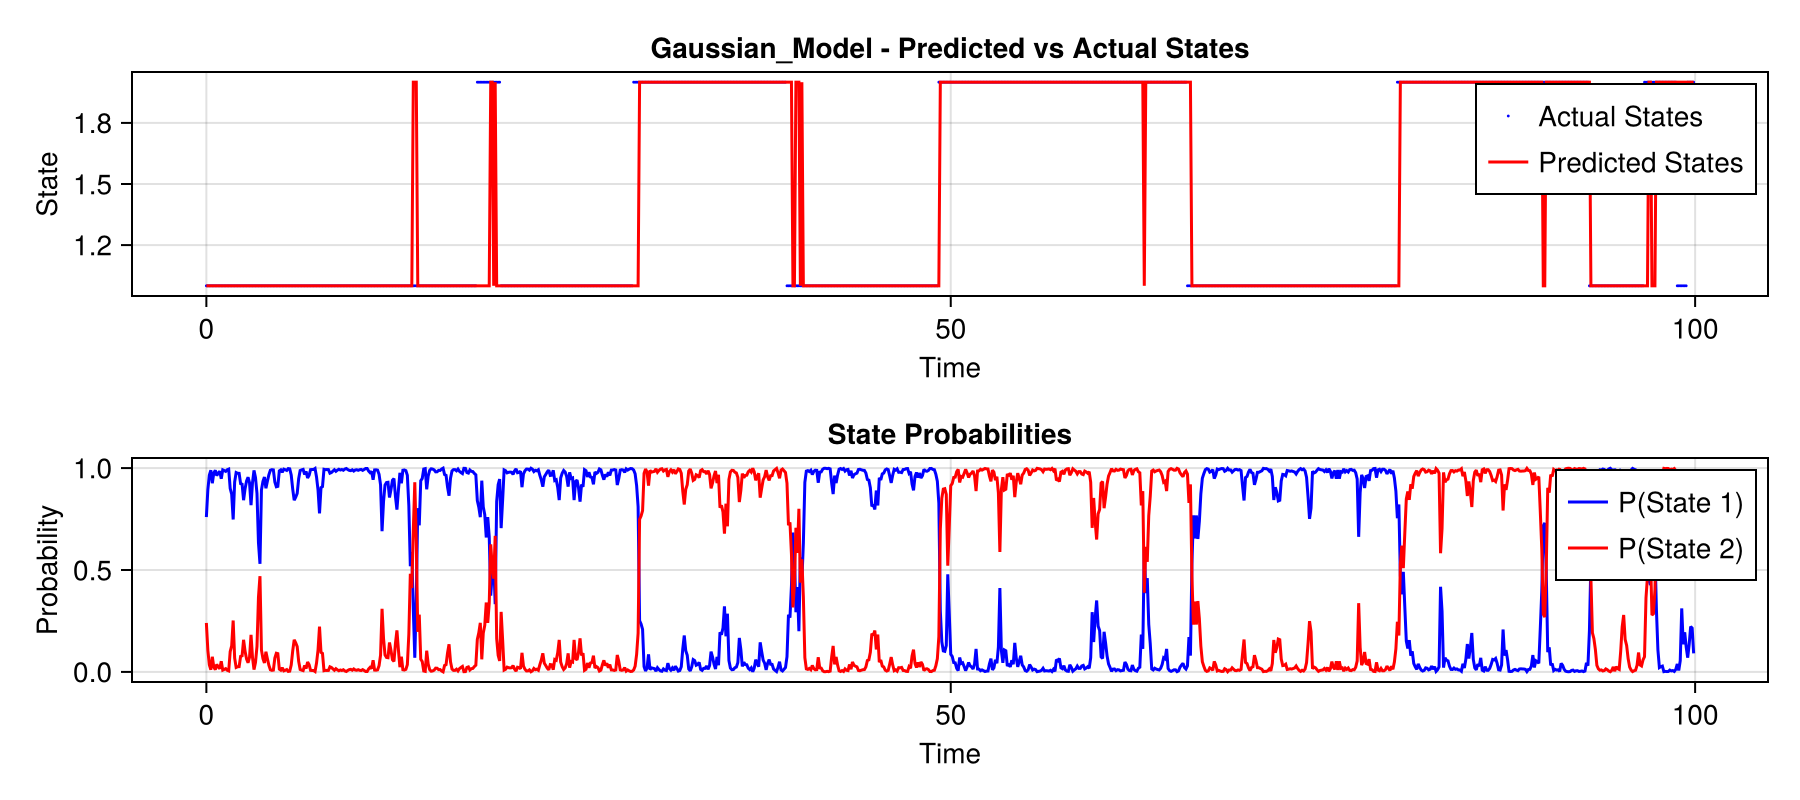 Gaussian_Model - Predicted vs Actual States
State
1.8
1.5
1.2
Actual States
Predicted States
0
50
100
Time
State Probabilities
Probability
1.0
0.5
0.0
P(State 1)
P(State 2)
0
50
100
Time